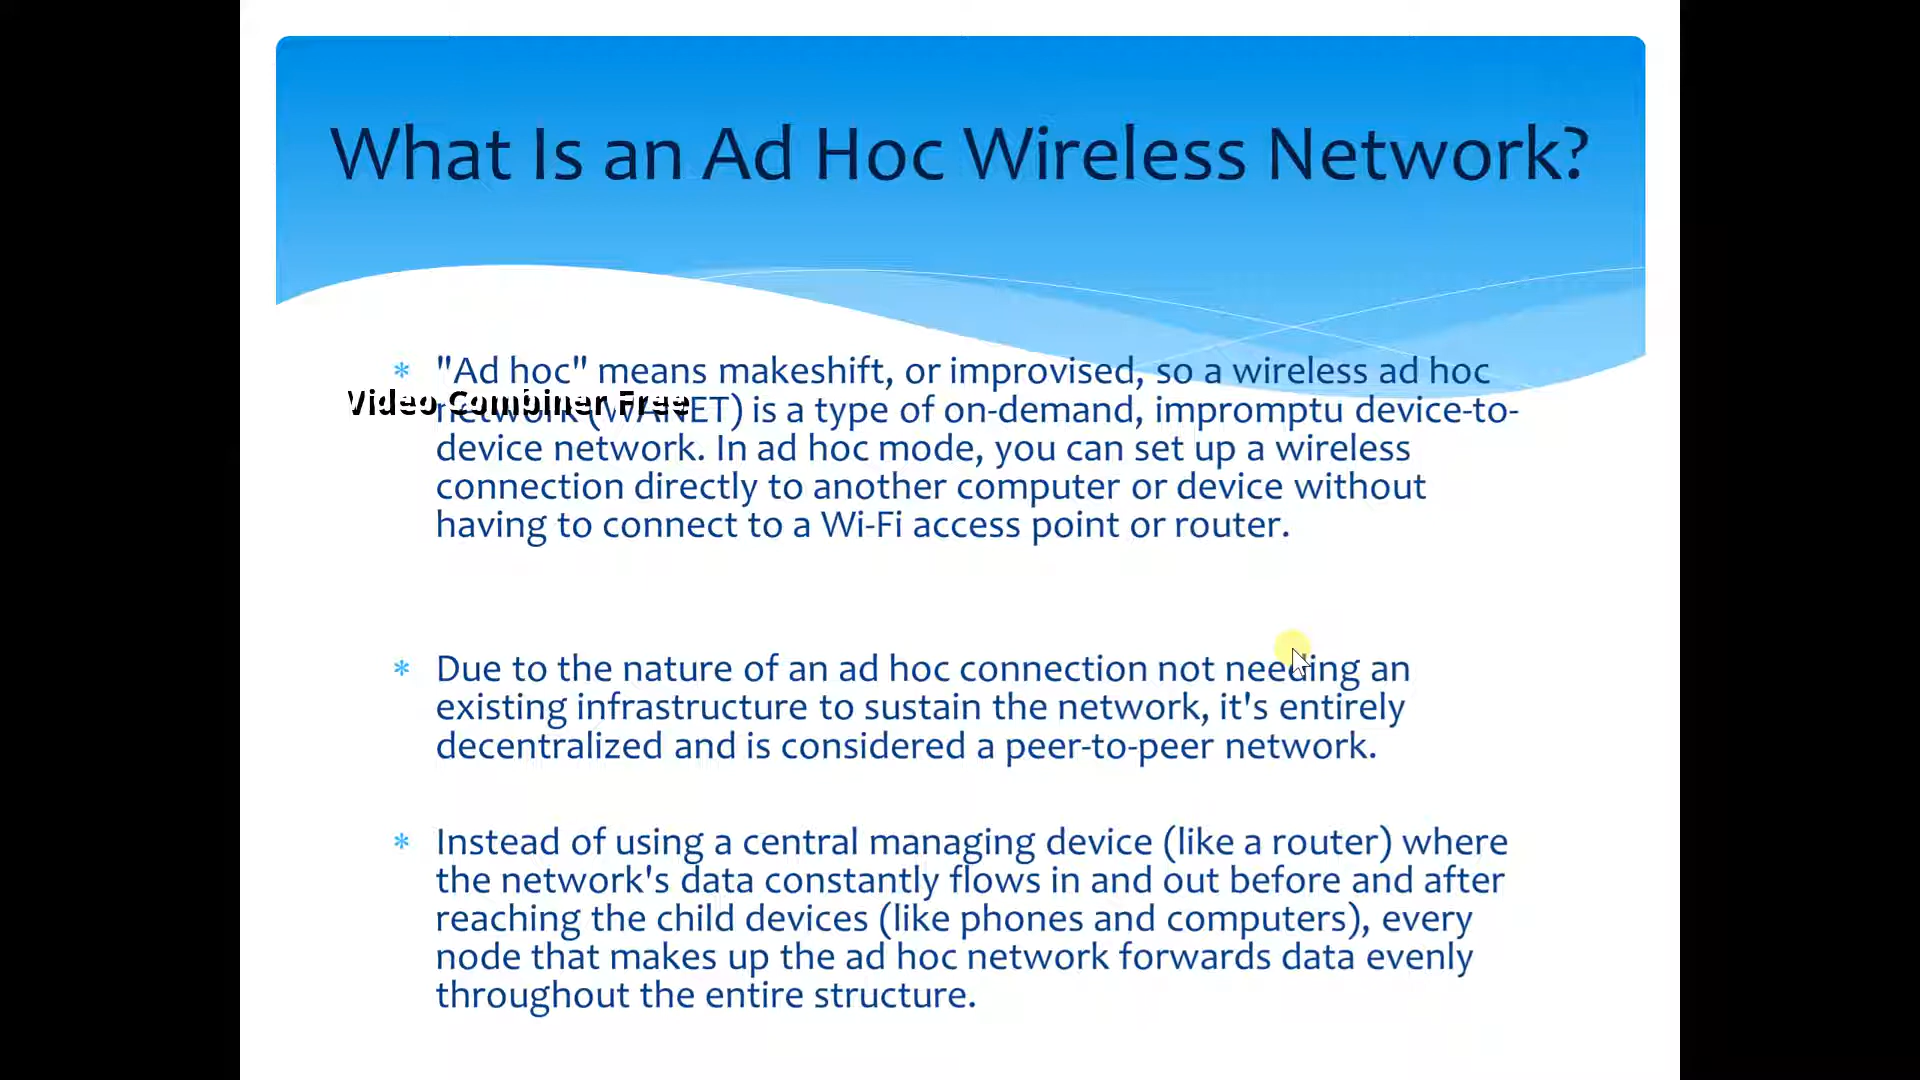 What Is an Ad Hoc Wireless Network?
* "Ad hoc" means makeshift, or improvised, so a wireless ad hoc
Video Combiner Free
network (WANET) is a type of on-demand, impromptu device-to-
device network. In ad hoc mode, you can set up a wireless
connection directly to another computer or device without
having to connect to a Wi-Fi access point or router.
* Due to the nature of an ad hoc connection not needing an
existing infrastructure to sustain the network, it's entirely
decentralized and is considered a peer-to-peer network.
* Instead of using a central managing device (like a router) where
the network's data constantly flows in and out before and after
reaching the child devices (like phones and computers), every
node that makes up the ad hoc network forwards data evenly
throughout the entire structure.